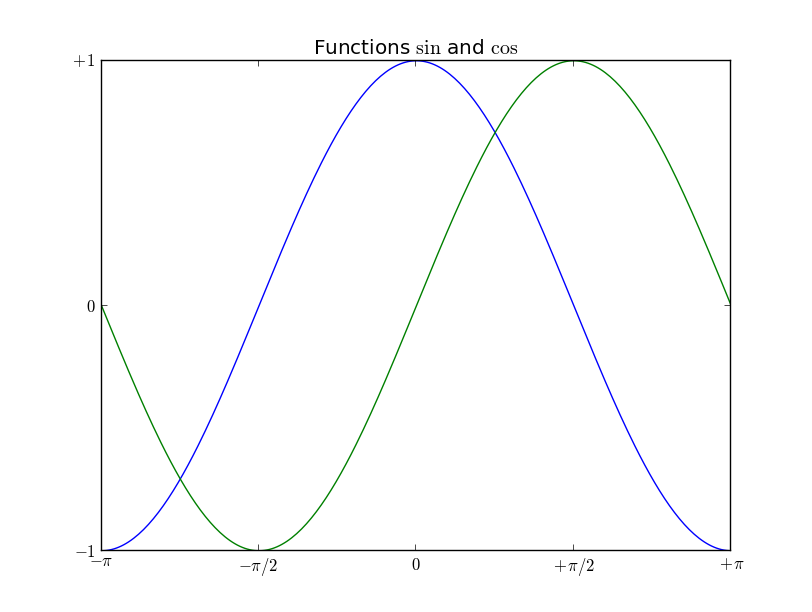 Functions sin and cos
+1
0
−1
−π −π/2 0 +π/2 +π